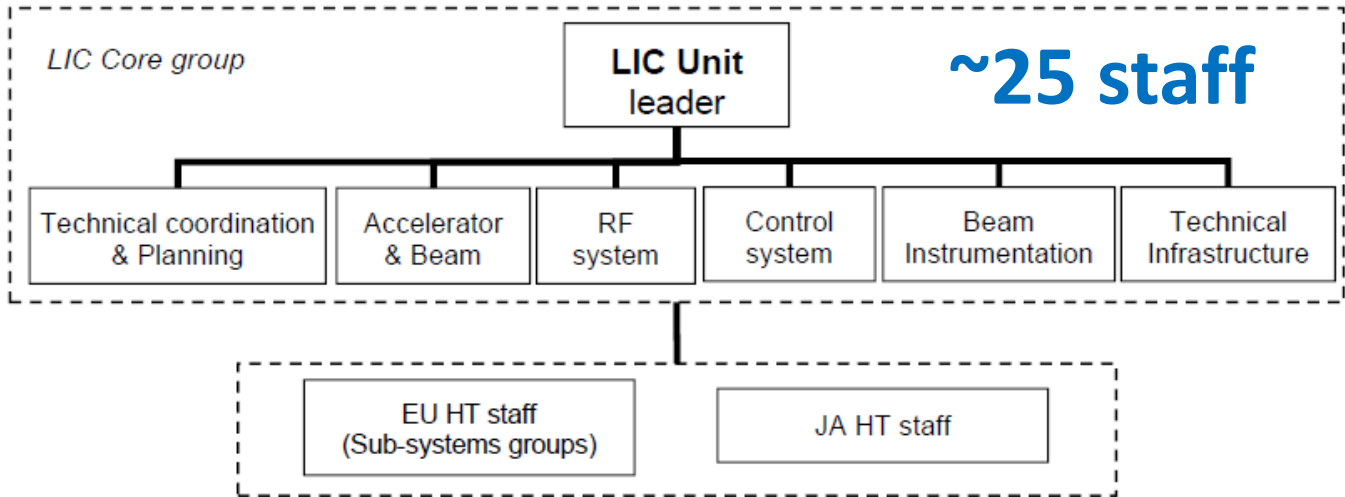 LIC Core group
LIC Unit
leader
~25 staff
Technical coordination
& Planning
Accelerator
& Beam
RF
system
Control
system
Beam
Instrumentation
Technical
Infrastructure
EU HT staff
(Sub-systems groups)
JA HT staff